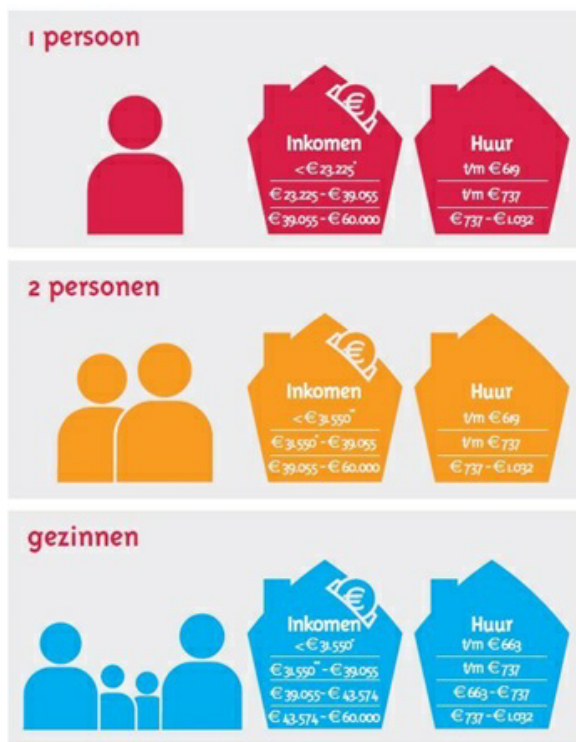 1 persoon
€
Inkomen
Huur
< € 23.225*
t/m € 619
€ 23.225 - € 39.055
t/m € 737
€ 39.055 - € 60.000
€ 737 - € 1.032
2 personen
€
Inkomen
Huur
< € 31.550**
t/m € 619
€ 31.550* - € 39.055
t/m € 737
€ 39.055 - € 60.000
€ 737 - € 1.032
gezinnen
€
Inkomen
Huur
< € 31.550*
t/m € 663
€ 31.550** - € 39.055
t/m € 737
€ 39.055 - € 43.574
€ 663 - € 737
€ 43.574 - € 60.000
€ 737 - € 1.032